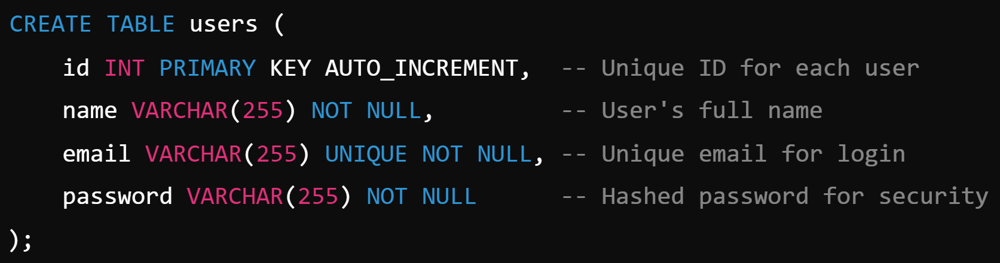 CREATE TABLE users (
    id INT PRIMARY KEY AUTO_INCREMENT,  -- Unique ID for each user
    name VARCHAR(255) NOT NULL,         -- User's full name
    email VARCHAR(255) UNIQUE NOT NULL, -- Unique email for login
    password VARCHAR(255) NOT NULL      -- Hashed password for security
);